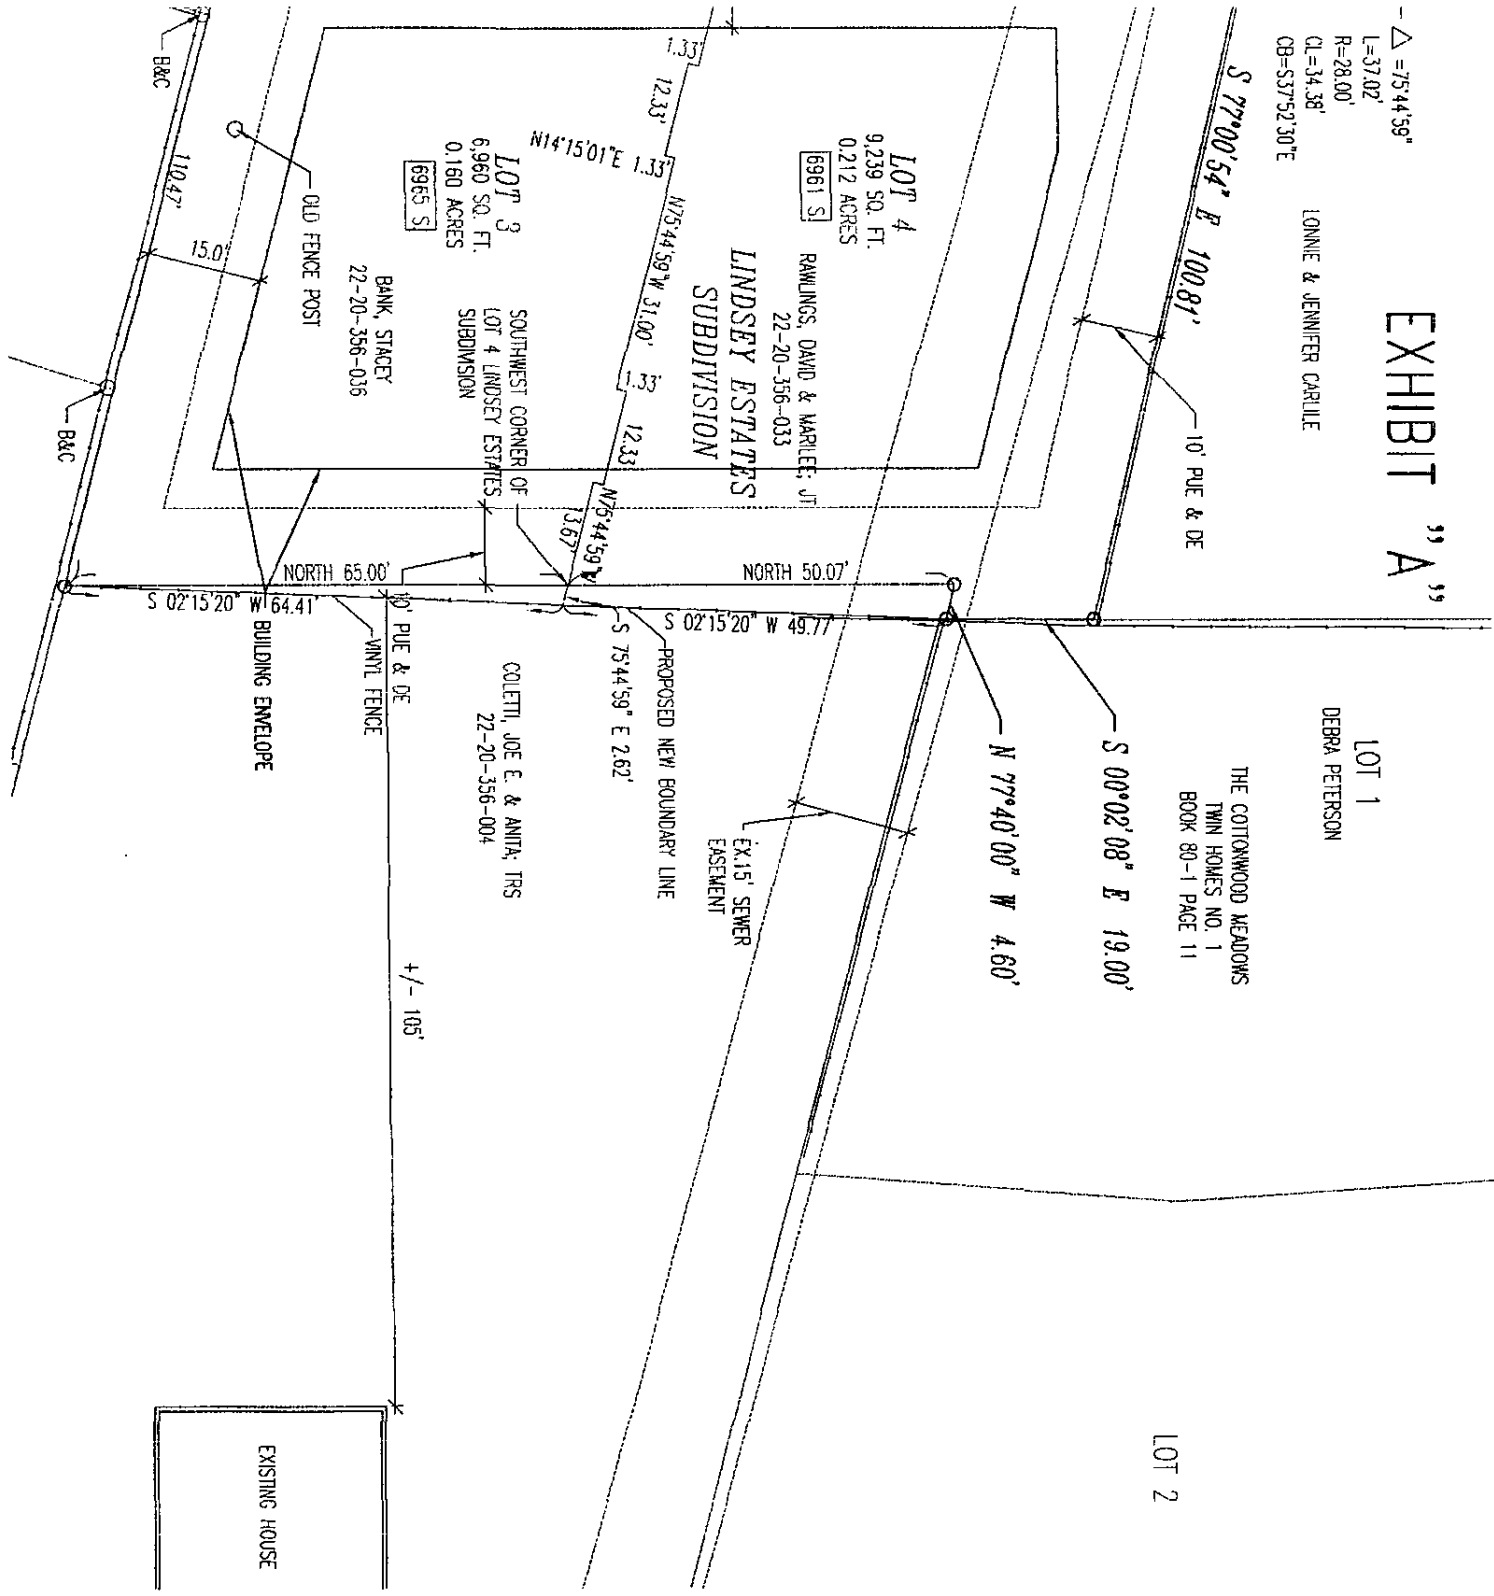 EXHIBIT "A"
△ =75°44'59"
L=37.02'
R=28.00'
CL=34.38'
CB=S37°52'30"E
LONNIE & JENNIFER CARLILE
S 77°00'54" E 100.81'
10' PUE & DE
LOT 1
DEBRA PETERSON
THE COTTONWOOD MEADOWS
TWIN HOMES NO. 1
BOOK 80-1 PAGE 11
LOT 2
S 00°02'08" E 19.00'
N 77°40'00" W 4.60'
LOT 4
9,239 SQ. FT.
0.212 ACRES
6961 S
RAWLINGS, DAVID & MARILEE; JT
22-20-356-033
LINDSEY ESTATES
SUBDIVISION
NORTH 50.07'
S 02°15'20" W 49.77'
EX.15' SEWER
EASEMENT
PROPOSED NEW BOUNDARY LINE
S 75°44'59" E 2.62'
1.33'
12.33'
N14°15'01"E 1.33'
N75°44'59"W 31.00'
1.33'
12.33'
N75°44'59"W
13.67'
LOT 3
6,960 SQ. FT.
0.160 ACRES
6965 S
SOUTHWEST CORNER OF
LOT 4 LINDSEY ESTATES
SUBDIVISION
BANK, STACEY
22-20-356-036
COLETTI, JOE E. & ANITA; TRS
22-20-356-004
NORTH 65.00'
S 02°15'20" W 64.41'
10' PUE & DE
VINYL FENCE
BUILDING ENVELOPE
+/- 105'
OLD FENCE POST
15.0'
110.47'
B&C
B&C
EXISTING HOUSE